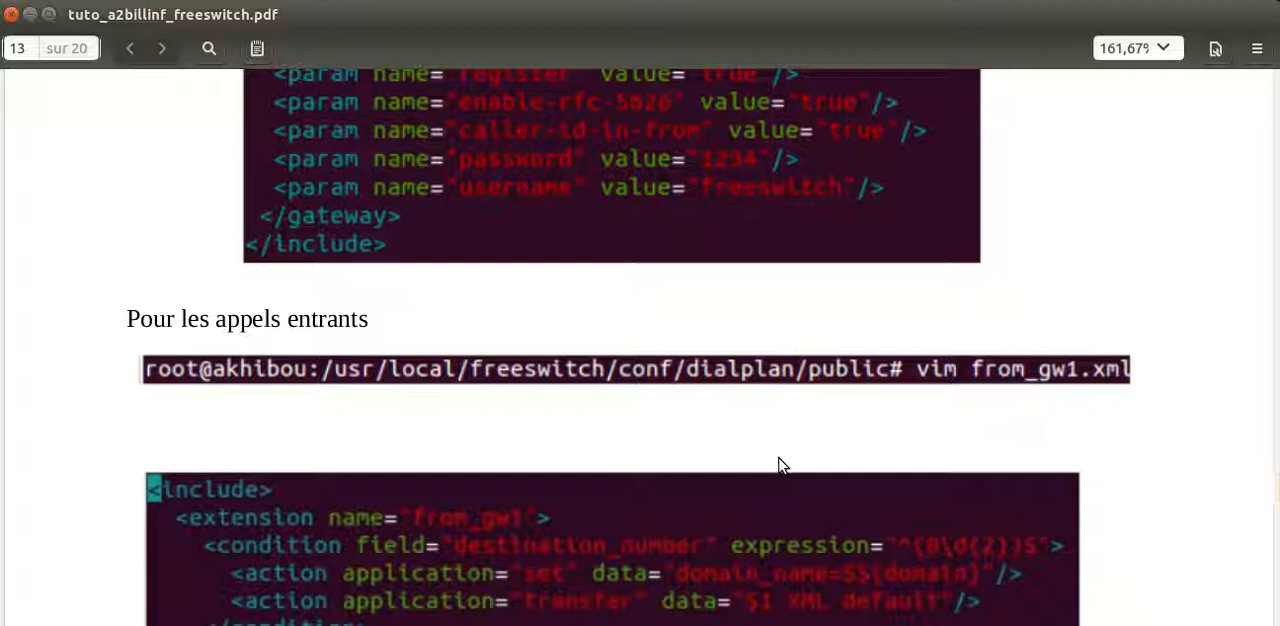 tuto_a2billinf_freeswitch.pdf
13 sur 20
161,67%
<param name="register" value="true"/>
<param name="enable-rfc-5626" value="true"/>
<param name="caller-id-in-from" value="true"/>
<param name="password" value="1234"/>
<param name="username" value="freeswitch"/>
</gateway>
</include>
Pour les appels entrants
root@akhibou:/usr/local/freeswitch/conf/dialplan/public# vim from_gw1.xml
<include>
<extension name="from_gw1">
<condition field="destination_number" expression="^(0\d{2})$">
<action application="set" data="domain_name=$${domain}"/>
<action application="transfer" data="$1 XML default"/>
</condition>